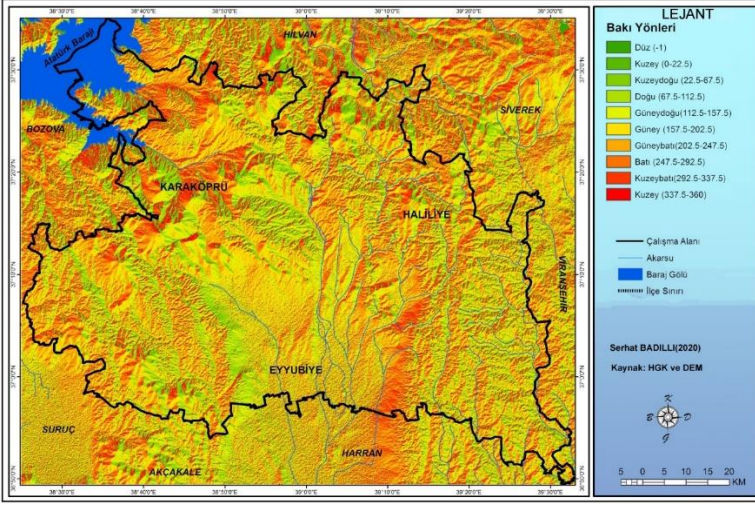 LEJANT
Bakı Yönleri
Düz (-1)
Kuzey (0-22.5)
Kuzeydoğu (22.5-67.5)
Doğu (67.5-112.5)
Güneydoğu(112.5-157.5)
Güney (157.5-202.5)
Güneybatı(202.5-247.5)
Batı (247.5-292.5)
Kuzeybatı(292.5-337.5)
Kuzey (337.5-360)
Çalışma Alanı
Akarsu
Baraj Gölü
İlçe Sınırı
Serhat BADILLI(2020)
Kaynak: HGK ve DEM
K
B D
G
5 0 5 10 15 20
KM
Atatürk Barajı
HİLVAN
SİVEREK
BOZOVA
KARAKÖPRÜ
HALİLİYE
VİRANŞEHİR
EYYUBİYE
SURUÇ
HARRAN
AKÇAKALE